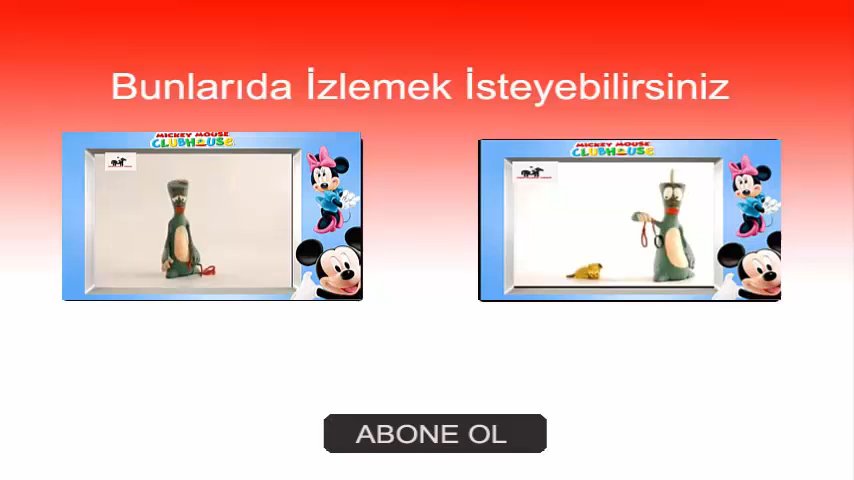 Bunlarıda İzlemek İsteyebilirsiniz
MICKEY MOUSE
CLUBHOUSE
MICKEY MOUSE
CLUBHOUSE
ABONE OL